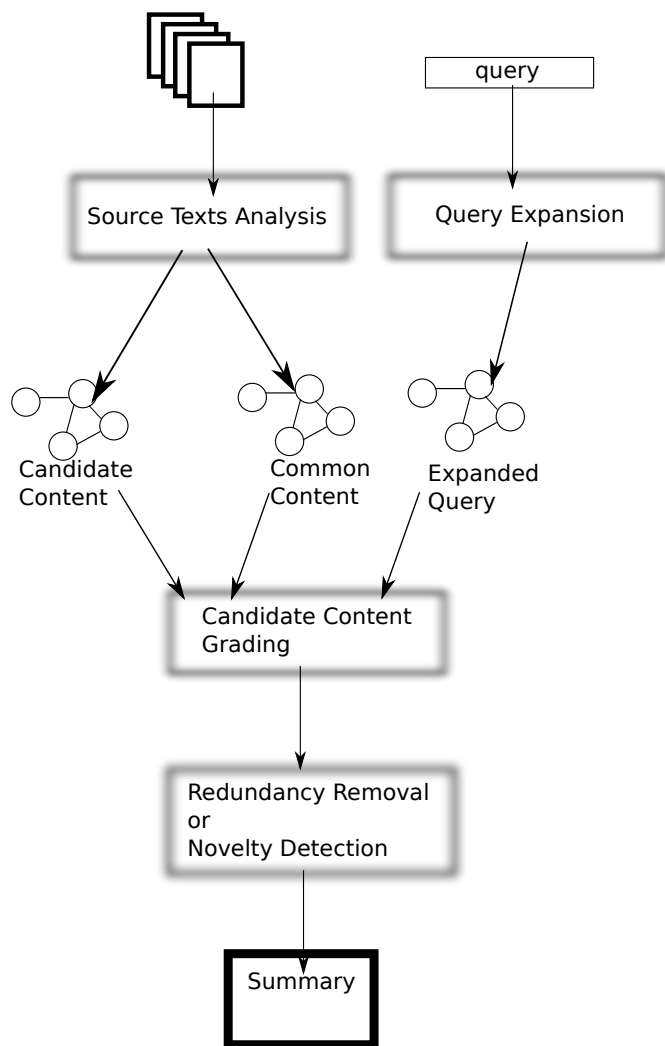 query
Source Texts Analysis
Query Expansion
Candidate
Content
Common
Content
Expanded
Query
Candidate Content
Grading
Redundancy Removal
or
Novelty Detection
Summary